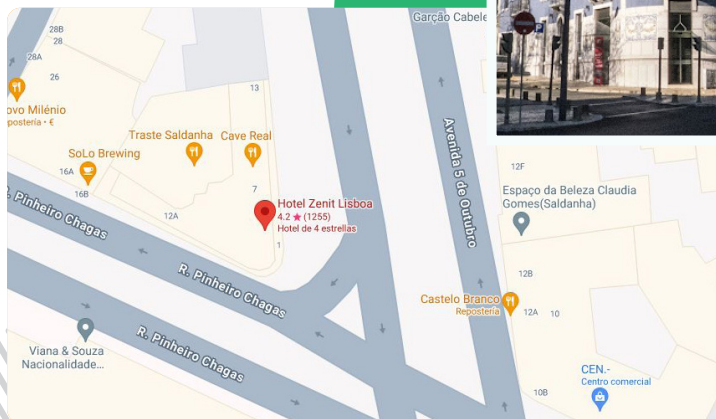 Garção Cabele
28B
28
28A
26
13
ovo Milénio
postería • €
Traste Saldanha
Cave Real
SoLo Brewing
16A
16B
12A
7
Hotel Zenit Lisboa
4.2 ★ (1255)
Hotel de 4 estrellas
1
R. Pinheiro Chagas
R. Pinheiro Chagas
R. Pinheiro Chagas
Avenida 5 de Outubro
12F
Espaço da Beleza Claudia
Gomes(Saldanha)
12B
Castelo Branco
Repostería
12A
10
Viana & Souza
Nacionalidade...
CEN.-
Centro comercial
10B